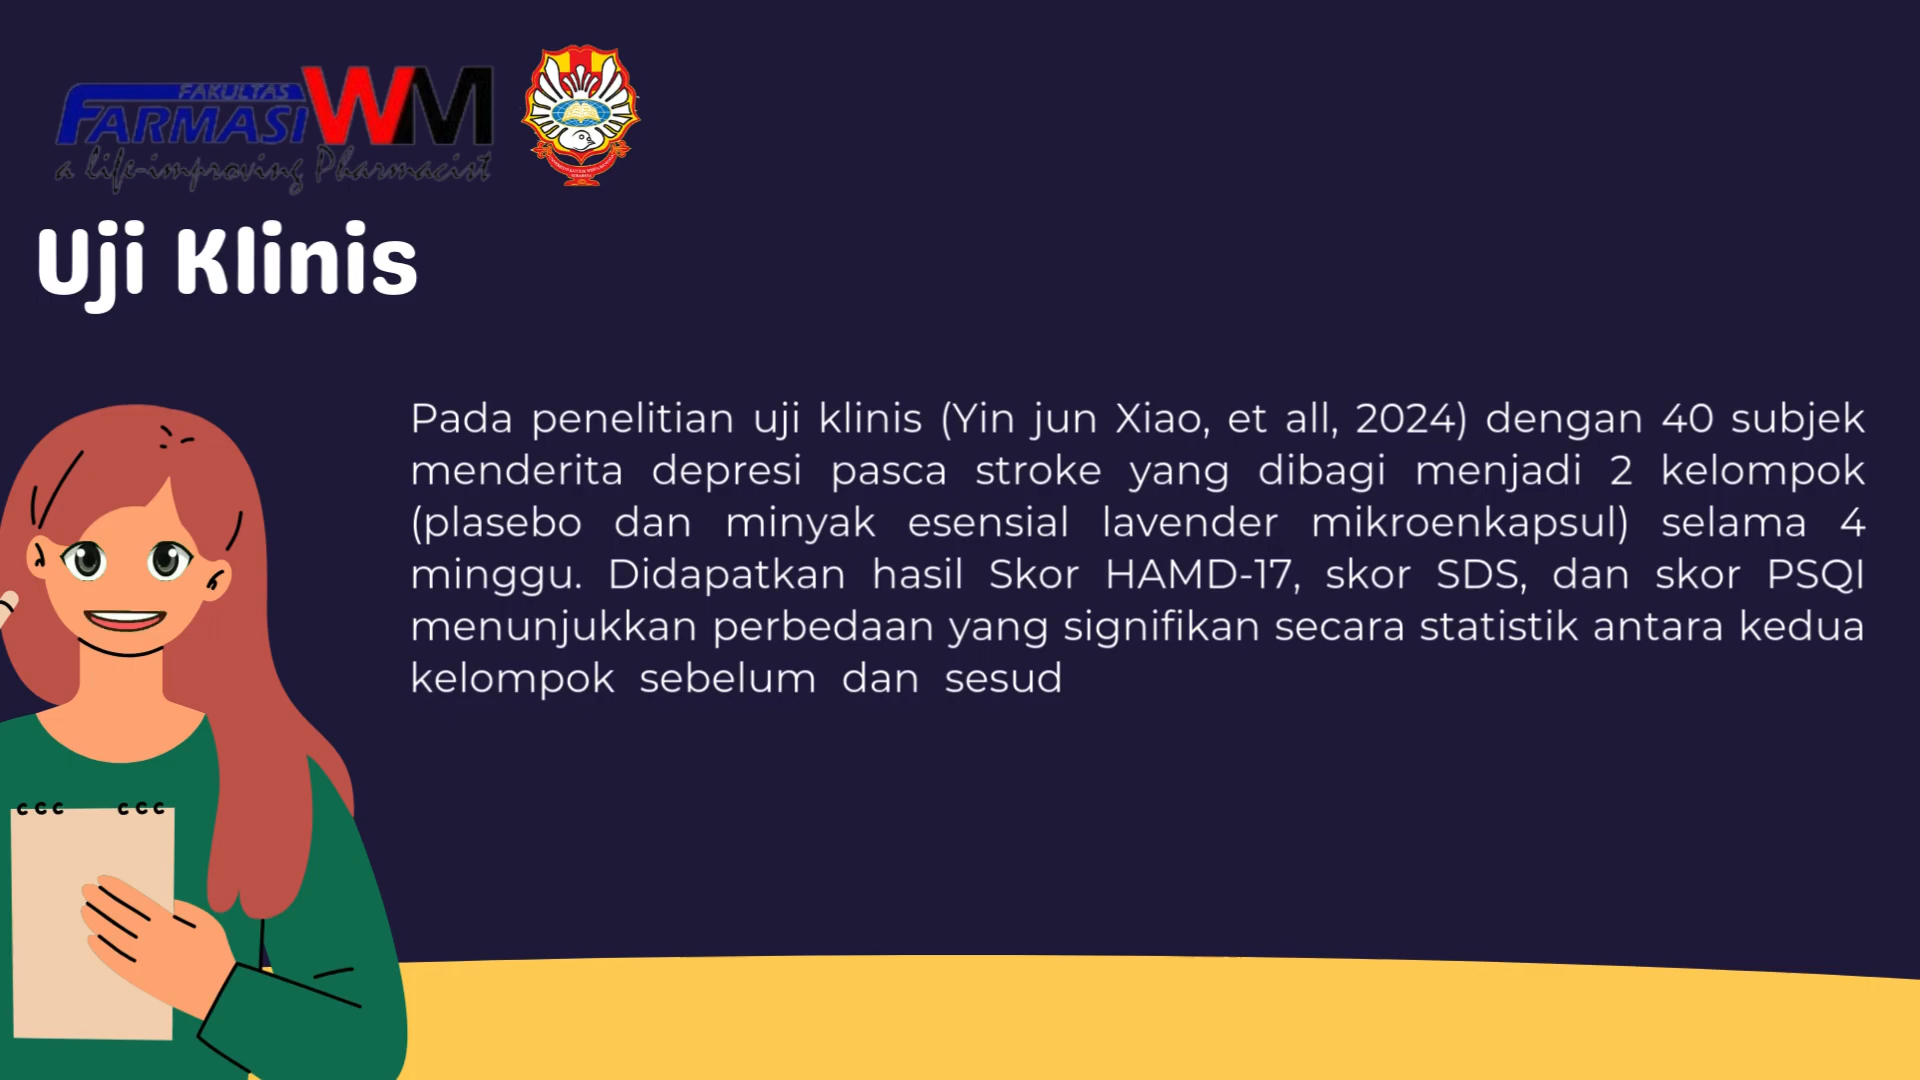 FAKULTAS
FARMASI WM
a life-improving Pharmacist
Uji Klinis
Pada penelitian uji klinis (Yin jun Xiao, et all, 2024) dengan 40 subjek
menderita depresi pasca stroke yang dibagi menjadi 2 kelompok
(plasebo dan minyak esensial lavender mikroenkapsul) selama 4
minggu. Didapatkan hasil Skor HAMD-17, skor SDS, dan skor PSQI
menunjukkan perbedaan yang signifikan secara statistik antara kedua
kelompok sebelum dan sesud